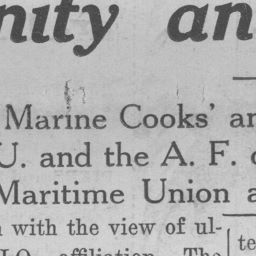 nity an
Marine Cooks' an
U. and the A. F. o
Maritime Union a
with the view of ul-
affiliation. The
te